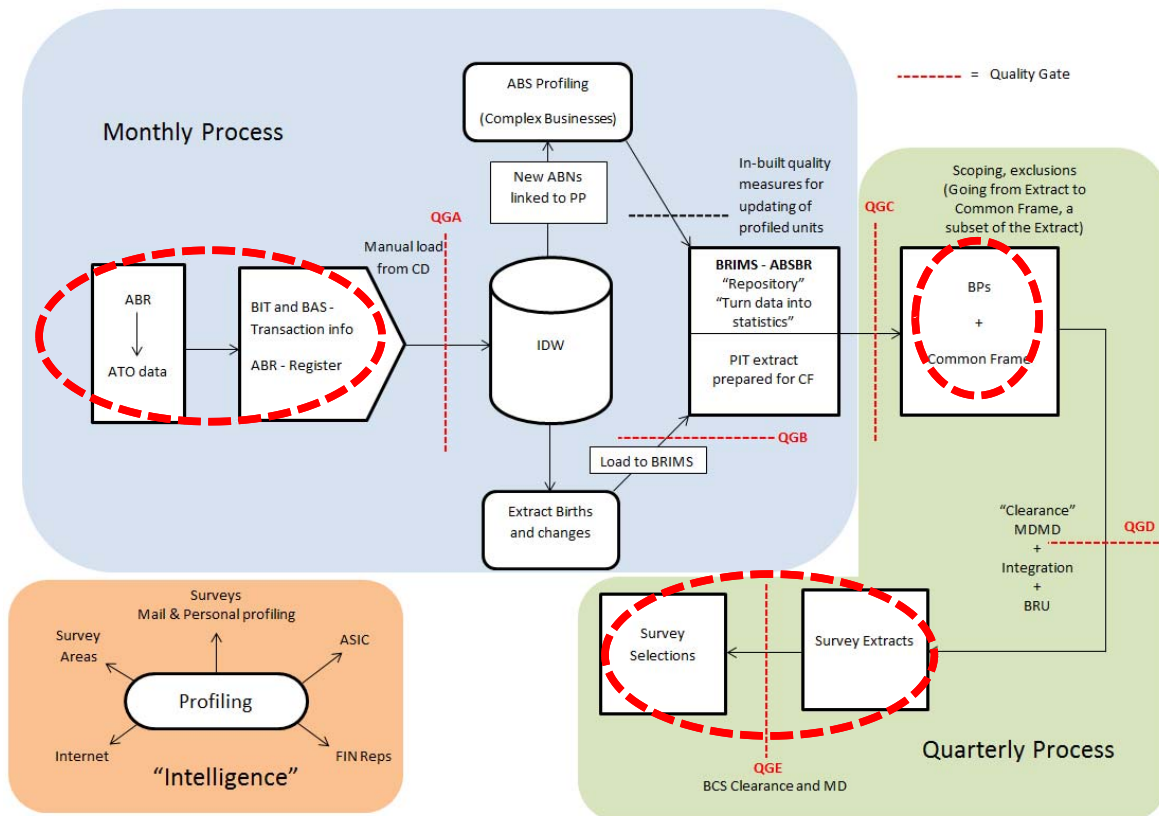 Monthly Process
ABS Profiling
(Complex Businesses)
= Quality Gate
New ABNs
linked to PP
In-built quality
measures for
updating of
profiled units
QGA
Manual load
from CD
ABR
ATO data
BIT and BAS -
Transaction info
ABR - Register
IDW
BRIMS - ABSBR
“Repository”
“Turn data into
statistics”
PIT extract
prepared for CF
QGB
Load to BRIMS
Extract Births
and changes
QGC
Scoping, exclusions
(Going from Extract to
Common Frame, a
subset of the Extract)
BPs
+
Common Frame
“Clearance”
MDMD
+
Integration
+
BRU
QGD
Survey
Selections
Survey Extracts
QGE
BCS Clearance and MD
Quarterly Process
Surveys
Mail & Personal profiling
Survey
Areas
ASIC
Profiling
Internet
FIN Reps
“Intelligence”